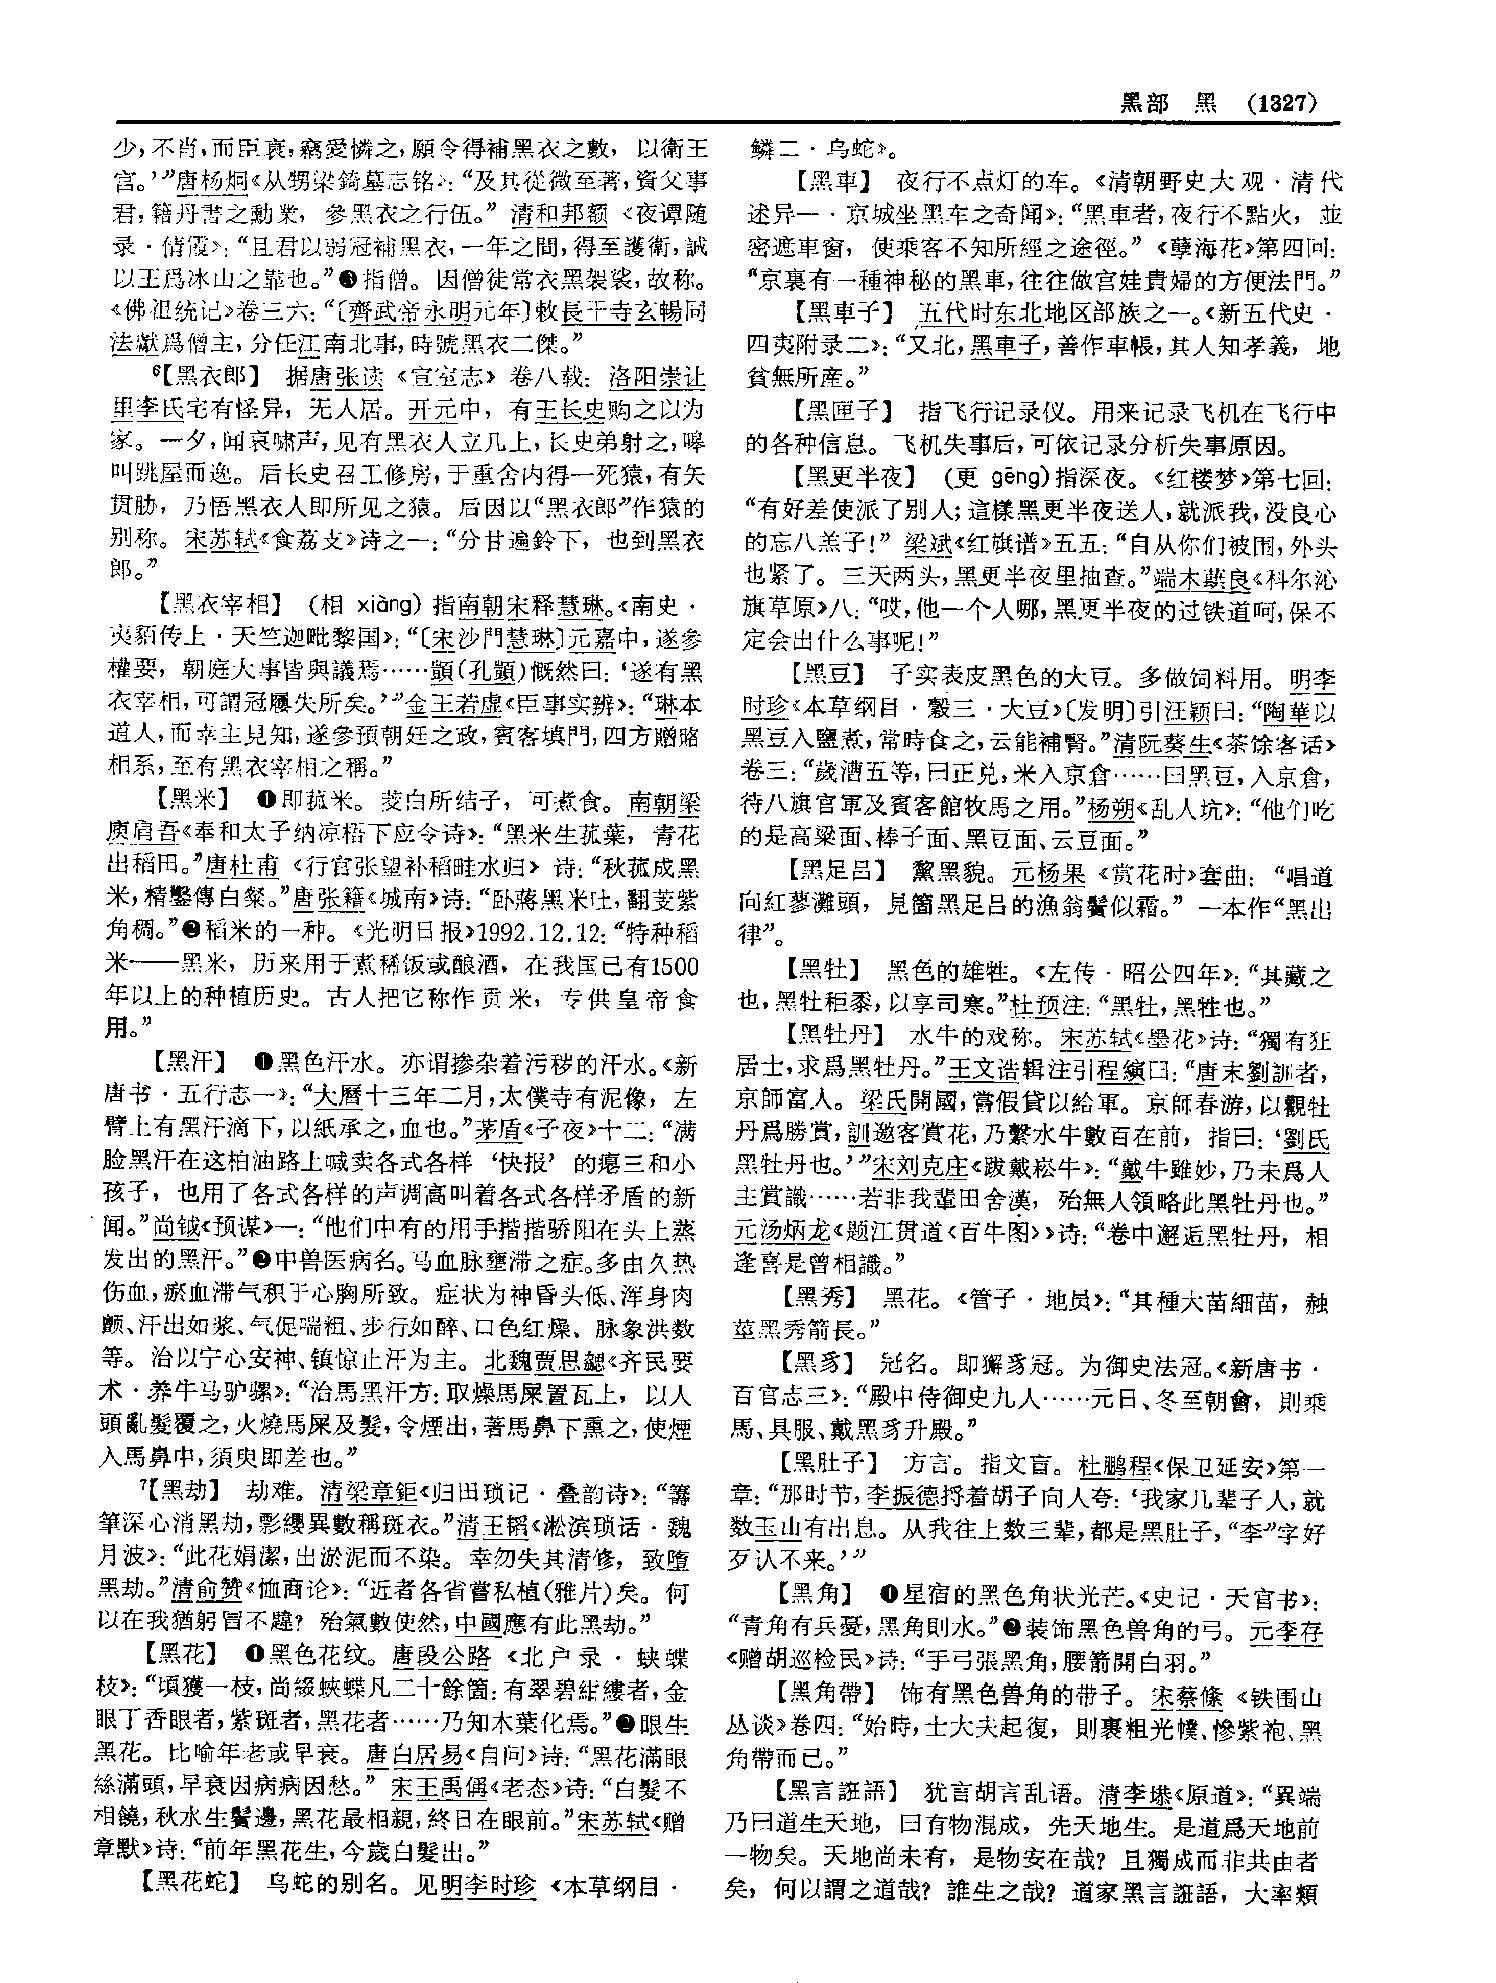 黑部　黑　(1327)
少,不肖,而臣衰,竊愛憐之,願令得補黑衣之數，以衛王
宫。’”唐杨炯《从甥梁錡墓志铭》：“及其從微至著,資父事
君,籍丹書之勳業，參黑衣之行伍。”清和邦额《夜谭随
录·倩霞》：“且君以弱冠補黑衣,一年之間,得至護衛,誠
以王爲冰山之靠也。”❸指僧。因僧徒常衣黑袈裟,故称。
《佛祖统记》卷三六：“〔齊武帝永明元年〕敕長干寺玄暢同
法獻爲僧主,分任江南北事,時號黑衣二傑。”
⁶【黑衣郎】　据唐张读《宣室志》卷八载：洛阳崇让
里李氏宅有怪异，无人居。开元中，有王长史购之以为
家。一夕,闻哀啸声,见有黑衣人立几上,长史弟射之,嗥
叫跳屋而逸。后长史召工修房,于重舍内得一死猿,有矢
贯胁，乃悟黑衣人即所见之猿。后因以“黑衣郎”作猿的
别称。宋苏轼《食荔支》诗之一：“分甘遍鈴下，也到黑衣
郎。”
【黑衣宰相】　(相 xiàng)指南朝宋释慧琳。《南史·
夷貊传上·天竺迦毗黎国》：“〔宋沙門慧琳〕元嘉中,遂參
權要，朝庭大事皆與議焉……顗(孔顗)慨然曰：‘遂有黑
衣宰相,可謂冠屨失所矣。’”金王若虚《臣事实辨》：“琳本
道人,而幸主見知,遂參預朝廷之政,賓客填門,四方贈賂
相系,至有黑衣宰相之稱。”
【黑米】　❶即菰米。茭白所结子，可煮食。南朝梁
庾肩吾《奉和太子纳凉梧下应令诗》：“黑米生菰葉，青花
出稻田。”唐杜甫《行官张望补稻畦水归》诗：“秋菰成黑
米,精鑿傳白粲。”唐张籍《城南》诗：“卧蔣黑米吐,翻芰紫
角稠。”❷稻米的一种。《光明日报》1992.12.12：“特种稻
米——黑米，历来用于煮稀饭或酿酒，在我国已有1500
年以上的种植历史。古人把它称作贡米，专供皇帝食
用。”
【黑汗】　❶黑色汗水。亦谓掺杂着污秽的汗水。《新
唐书·五行志一》：“大曆十三年二月,太僕寺有泥像，左
臂上有黑汗滴下,以紙承之,血也。”茅盾《子夜》十二：“满
脸黑汗在这柏油路上喊卖各式各样‘快报’的瘪三和小
孩子，也用了各式各样的声调高叫着各式各样矛盾的新
闻。”尚钺《预谋》一：“他们中有的用手揩揩骄阳在头上蒸
发出的黑汗。”❷中兽医病名。马血脉壅滞之症。多由久热
伤血,瘀血滞气积于心胸所致。症状为神昏头低、浑身肉
颤、汗出如浆、气促喘粗、步行如醉、口色红燥、脉象洪数
等。治以宁心安神、镇惊止汗为主。北魏贾思勰《齐民要
术·养牛马驴骡》：“治馬黑汗方：取燥馬屎置瓦上，以人
頭亂髮覆之,火燒馬屎及髮,令煙出,著馬鼻下熏之,使煙
入馬鼻中,須臾即差也。”
⁷【黑劫】　劫难。清梁章鉅《归田琐记·叠韵诗》：“籌
筆深心消黑劫,影纓異數稱斑衣。”清王韬《淞滨琐话·魏
月波》：“此花娟潔,出淤泥而不染。幸勿失其清修，致墮
黑劫。”清俞赞《恤商论》：“近者各省嘗私植(雅片)矣。何
以在我猶躬冒不韙？殆氣數使然,中國應有此黑劫。”
【黑花】　❶黑色花纹。唐段公路《北户录·蛱蝶
枝》：“頃獲一枝,尚綴蛺蝶凡二十餘箇：有翠碧紺縷者,金
眼丁香眼者,紫斑者,黑花者……乃知木葉化焉。”❷眼生
黑花。比喻年老或早衰。唐白居易《自问》诗：“黑花滿眼
絲滿頭,早衰因病病因愁。”宋王禹偁《老态》诗：“白髮不
相饒,秋水生鬢邊,黑花最相親,終日在眼前。”宋苏轼《赠
章默》诗：“前年黑花生,今歲白髮出。”
【黑花蛇】　乌蛇的别名。见明李时珍《本草纲目·
鳞二·乌蛇》。
【黑車】　夜行不点灯的车。《清朝野史大观·清代
述异一·京城坐黑车之奇闻》：“黑車者,夜行不點火，並
密遮車窗，使乘客不知所經之途徑。”《孽海花》第四回：
“京裏有一種神秘的黑車,往往做宫娃貴婦的方便法門。”
【黑車子】　五代时东北地区部族之一。《新五代史·
四夷附录二》：“又北,黑車子,善作車帳,其人知孝義，地
貧無所産。”
【黑匣子】　指飞行记录仪。用来记录飞机在飞行中
的各种信息。飞机失事后,可依记录分析失事原因。
【黑更半夜】　(更 gēng)指深夜。《红楼梦》第七回：
“有好差使派了别人；這樣黑更半夜送人,就派我,没良心
的忘八羔子！”梁斌《红旗谱》五五：“自从你们被围,外头
也紧了。三天两头,黑更半夜里抽查。”端木蕻良《科尔沁
旗草原》八：“哎,他一个人哪,黑更半夜的过铁道呵,保不
定会出什么事呢！”
【黑豆】　子实表皮黑色的大豆。多做饲料用。明李
时珍《本草纲目·穀三·大豆》〔发明〕引汪颖曰：“陶華以
黑豆入鹽煮,常時食之,云能補腎。”清阮葵生《茶馀客话》
卷三：“歲漕五等,曰正兑,米入京倉……曰黑豆,入京倉,
待八旗官軍及賓客館牧馬之用。”杨朔《乱人坑》：“他们吃
的是高粱面、棒子面、黑豆面、云豆面。”
【黑足吕】　黧黑貌。元杨果《赏花时》套曲：“唱道
向紅蓼灘頭，見箇黑足吕的漁翁鬢似霜。”一本作“黑出
律”。
【黑牡】　黑色的雄牲。《左传·昭公四年》：“其藏之
也,黑牡秬黍,以享司寒。”杜预注：“黑牡,黑牲也。”
【黑牡丹】　水牛的戏称。宋苏轼《墨花》诗：“獨有狂
居士,求爲黑牡丹。”王文诰辑注引程縯曰：“唐末劉訓者,
京師富人。梁氏開國,嘗假貸以給軍。京師春游,以觀牡
丹爲勝賞,訓邀客賞花,乃繫水牛數百在前，指曰：‘劉氏
黑牡丹也。’”宋刘克庄《跋戴崧牛》：“戴牛雖妙,乃未爲人
主賞識……若非我輩田舍漢，殆無人領略此黑牡丹也。”
元汤炳龙《题江贯道〈百牛图〉》诗：“卷中邂逅黑牡丹，相
逢喜是曾相識。”
【黑秀】　黑花。《管子·地员》：“其種大苗細苗，赨
莖黑秀箭長。”
【黑豸】　冠名。即獬豸冠。为御史法冠。《新唐书·
百官志三》：“殿中侍御史九人……元日、冬至朝會，則乘
馬、具服、戴黑豸升殿。”
【黑肚子】　方言。指文盲。杜鹏程《保卫延安》第一
章：“那时节,李振德捋着胡子向人夸：‘我家几辈子人,就
数玉山有出息。从我往上数三辈,都是黑肚子,“李”字好
歹认不来。’”
【黑角】　❶星宿的黑色角状光芒。《史记·天官书》：
“青角有兵憂,黑角則水。”❷装饰黑色兽角的弓。元李存
《赠胡巡检民》诗：“手弓張黑角,腰箭開白羽。”
【黑角帶】　饰有黑色兽角的带子。宋蔡絛《铁围山
丛谈》卷四：“始時,士大夫起復，則裹粗光幞、慘紫袍、黑
角帶而已。”
【黑言誑語】　犹言胡言乱语。清李塨《原道》：“異端
乃曰道生天地，曰有物混成，先天地生。是道爲天地前
一物矣。天地尚未有，是物安在哉？且獨成而非共由者
矣，何以謂之道哉？誰生之哉？道家黑言誑語，大率類